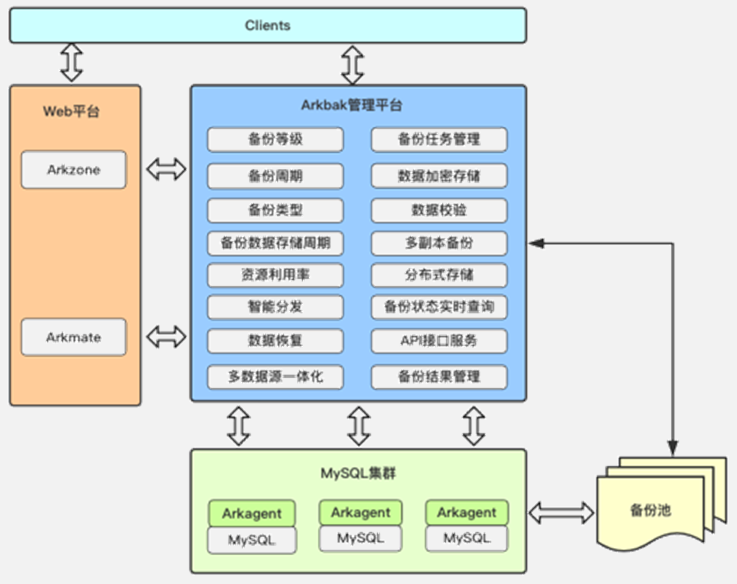 Clients
Web平台
Arkzone
Arkmate
Arkbak管理平台
备份等级
备份任务管理
备份周期
数据加密存储
备份类型
数据校验
备份数据存储周期
多副本备份
资源利用率
分布式存储
智能分发
备份状态实时查询
数据恢复
API接口服务
多数据源一体化
备份结果管理
MySQL集群
Arkagent
MySQL
Arkagent
MySQL
Arkagent
MySQL
备份池